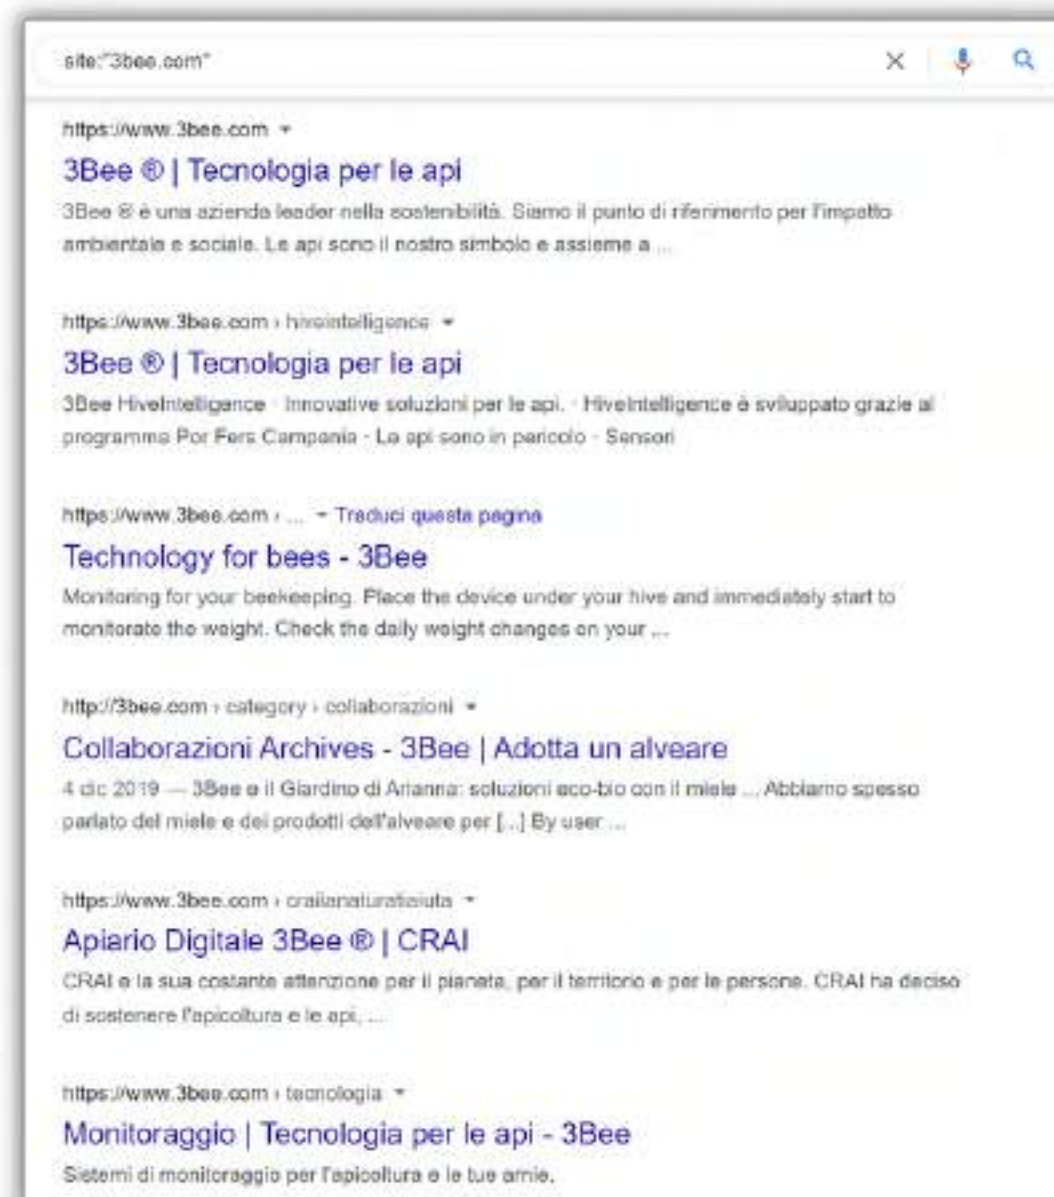 site:"3bee.com"
https://www.3bee.com
3Bee ® | Tecnologia per le api
3Bee ® è una azienda leader nella sostenibilità. Siamo il punto di riferimento per l'impatto
ambientale e sociale. Le api sono il nostro simbolo e assieme a ...
https://www.3bee.com › hiveintelligence
3Bee ® | Tecnologia per le api
3Bee HiveIntelligence · Innovative soluzioni per le api. · HiveIntelligence è sviluppato grazie al
programma Por Fers Campania · Le api sono in pericolo · Sensori
https://www.3bee.com › ... Traduci questa pagina
Technology for bees - 3Bee
Monitoring for your beekeeping. Place the device under your hive and immediately start to
monitorate the weight. Check the daily weight changes on your ...
http://3bee.com › category › collaborazioni
Collaborazioni Archives - 3Bee | Adotta un alveare
4 dic 2019 — 3Bee e il Giardino di Arianna: soluzioni eco-bio con il miele ... Abbiamo spesso
parlato del miele e dei prodotti dell'alveare per [...] By user ...
https://www.3bee.com › crailanaturatiaiuta
Apiario Digitale 3Bee ® | CRAI
CRAI e la sua costante attenzione per il pianeta, per il territorio e per le persone. CRAI ha deciso
di sostenere l'apicoltura e le api, ...
https://www.3bee.com › tecnologia
Monitoraggio | Tecnologia per le api - 3Bee
Sistemi di monitoraggio per l'apicoltura e le tue arnie.